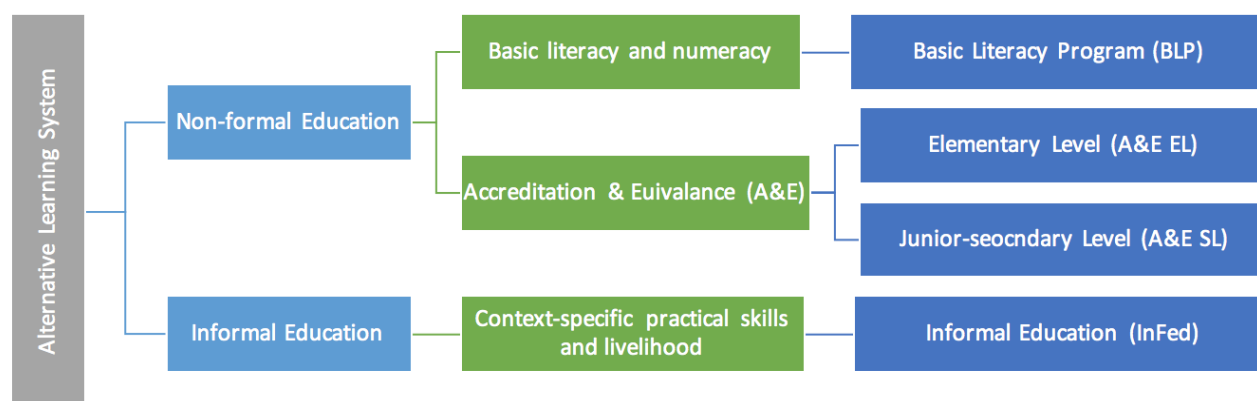 Alternative Learning System
Non-formal Education
Basic literacy and numeracy
Basic Literacy Program (BLP)
Accreditation & Euivalance (A&E)
Elementary Level (A&E EL)
Junior-seocndary Level (A&E SL)
Informal Education
Context-specific practical skills
and livelihood
Informal Education (InFed)